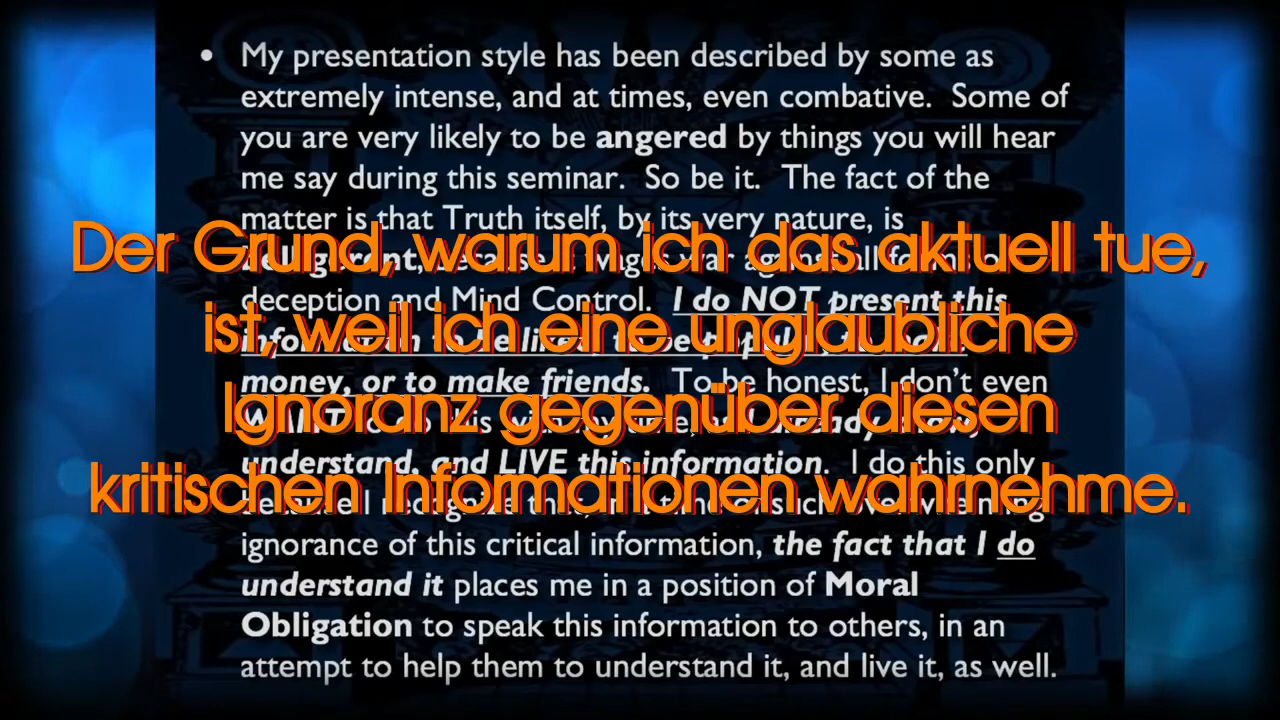 • My presentation style has been described by some as
extremely intense, and at times, even combative. Some of
you are very likely to be angered by things you will hear
me say during this seminar. So be it. The fact of the
matter is that Truth itself, by its very nature, is
Der Grund, warum ich das aktuell tue,
deception and Mind Control. I do NOT present this
ist, weil ich eine unglaubliche
money, or to make friends. To be honest, I don’t even
Ignoranz gegenüber diesen
understand, and LIVE this information. I do this only
kritischen Informationen wahrnehme.
ignorance of this critical information, the fact that I do
understand it places me in a position of Moral
Obligation to speak this information to others, in an
attempt to help them to understand it, and live it, as well.